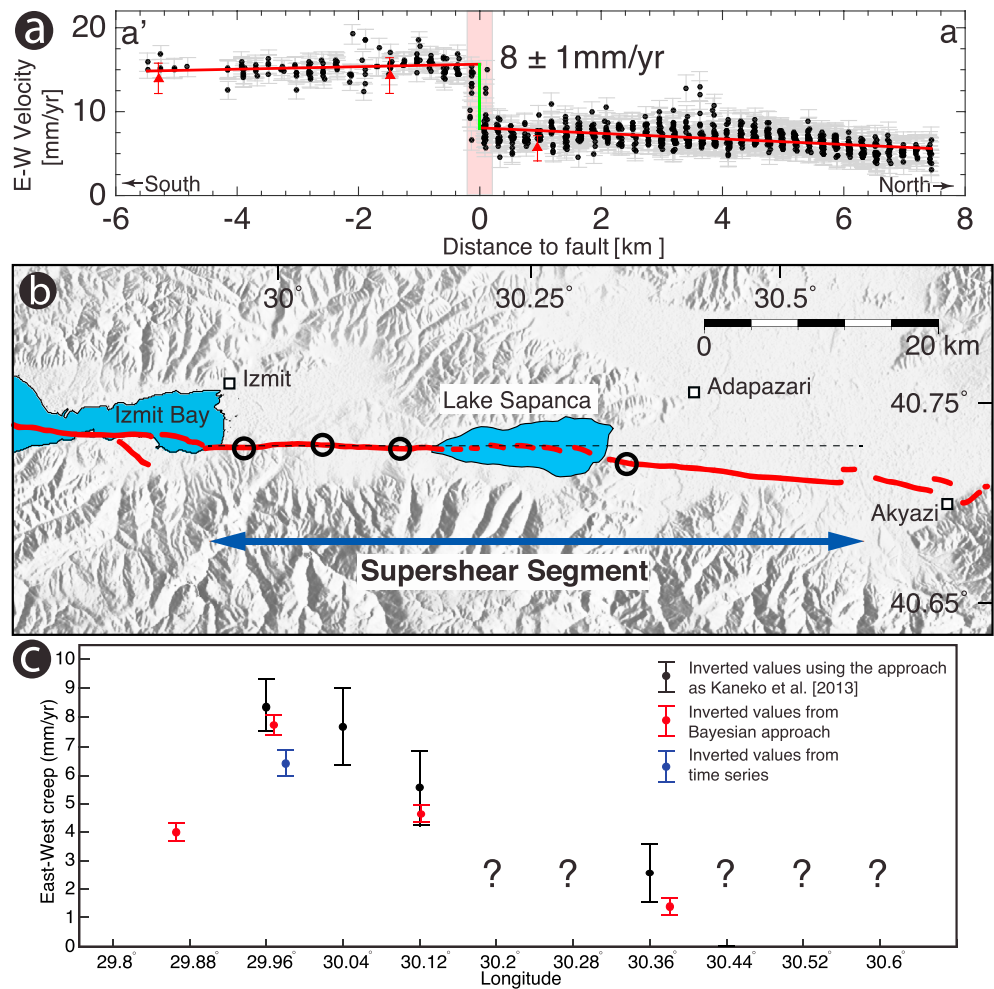 a
a'
a
8 ± 1mm/yr
22
20
10
0
E-W Velocity
[mm/yr]
←South
North→
-6 -4 -2 0 2 4 6 8
Distance to fault [km ]
b
30° 30.25° 30.5°
0 20 km
Izmit
Adapazari
Lake Sapanca
Izmit Bay
40.75°
Akyazi
Supershear Segment
40.65°
c
10
9
8
7
6
5
4
3
2
1
0
East-West creep (mm/yr)
Inverted values using the approach
as Kaneko et al. [2013]
Inverted values from
Bayesian approach
Inverted values from
time series
? ? ? ? ?
29.8° 29.88° 29.96° 30.04° 30.12° 30.2° 30.28° 30.36° 30.44° 30.52° 30.6°
Longitude